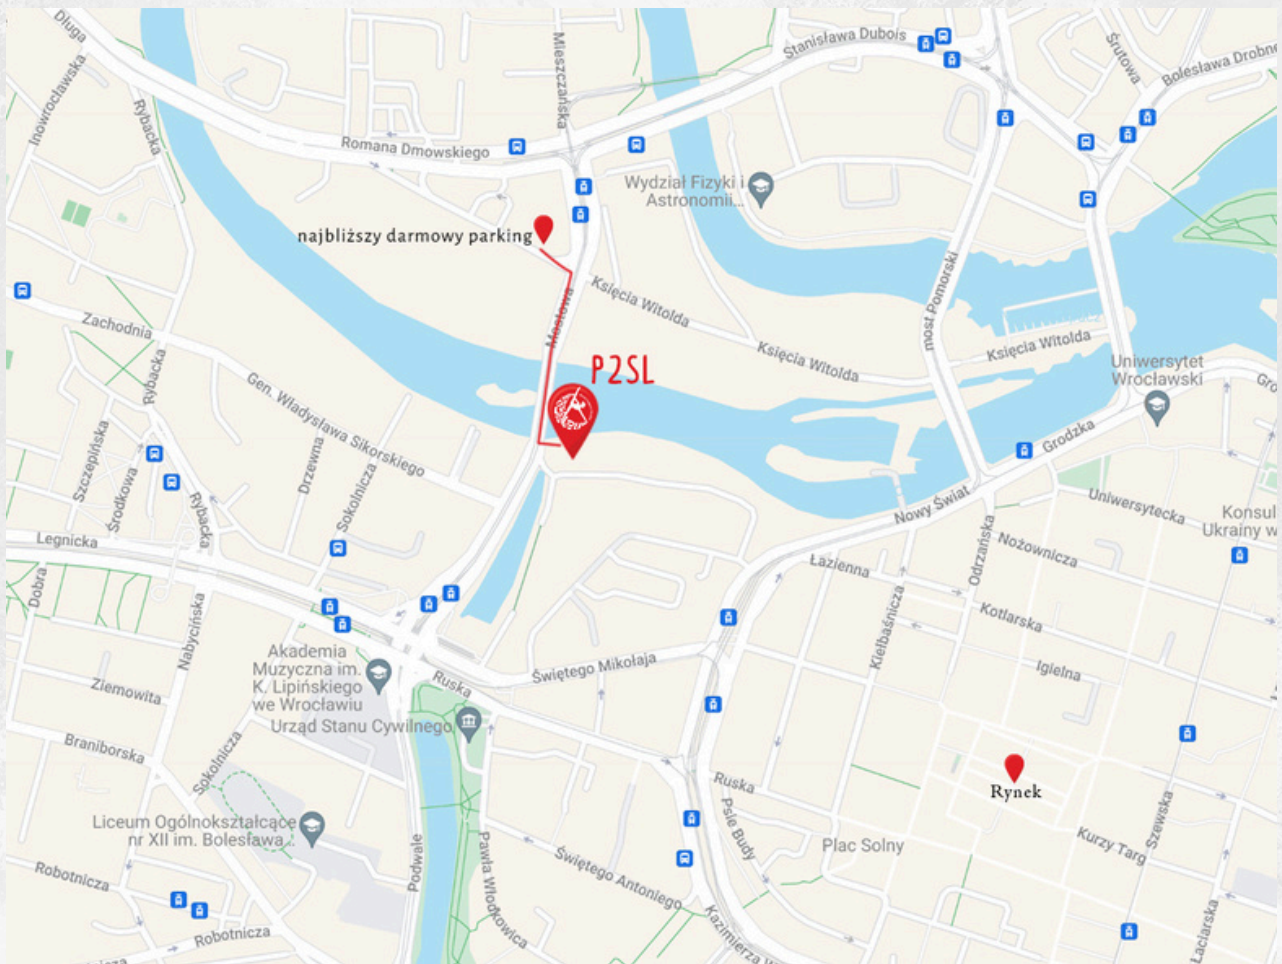 Długa
Inowrocławska
Rybacka
Mieszczańska
Stanisława Dubois
Śrutowa
Bolesława Drobne
Romana Dmowskiego
Wydział Fizyki i
Astronomii...
najbliższy darmowy parking
Księcia Witolda
Mostowa
most Pomorski
Zachodnia
Rybacka
Księcia Witolda
Księcia Witolda
Uniwersytet
Wrocławski
P2SL
Gen. Władysława Sikorskiego
Grodzka
Szczepińska
Środkowa
Drzewna
Sokolnicza
Rybacka
Nowy Świat
Uniwersytecka
Konsul
Ukrainy w
Legnicka
Dobra
Łazienna
Odrzańska
Nożownicza
Nabycińska
Kiełbaśnicza
Kotlarska
Akademia
Muzyczna im.
K. Lipińskiego
we Wrocławiu
Świętego Mikołaja
Igielna
Ziemowita
Ruska
Urząd Stanu Cywilnego
Braniborska
Sokolnicza
Ruska
Rynek
Liceum Ogólnokształcące
nr XII im. Bolesława...
Psie Budy
Plac Solny
Kurzy Targ
Szewska
Podwale
Pawła Włodkowica
Świętego Antoniego
Robotnicza
Robotnicza
Kazimierza W
Łaciarska